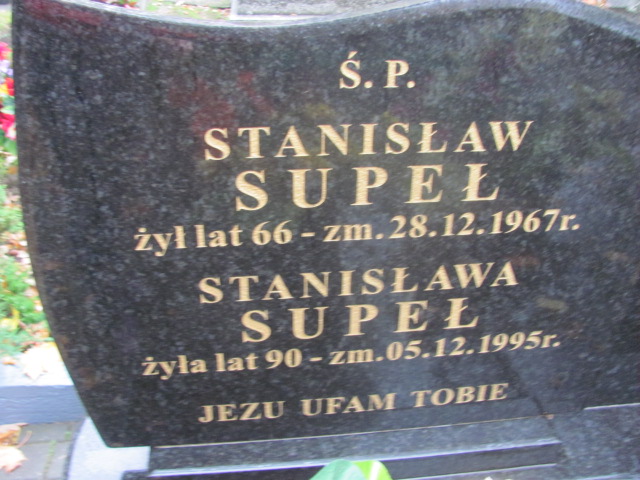 Ś. P.
STANISŁAW
SUPEŁ
żył lat 66 - zm. 28.12.1967r.
STANISŁAWA
SUPEŁ
żyła lat 90 - zm. 05.12.1995r.
JEZU UFAM TOBIE